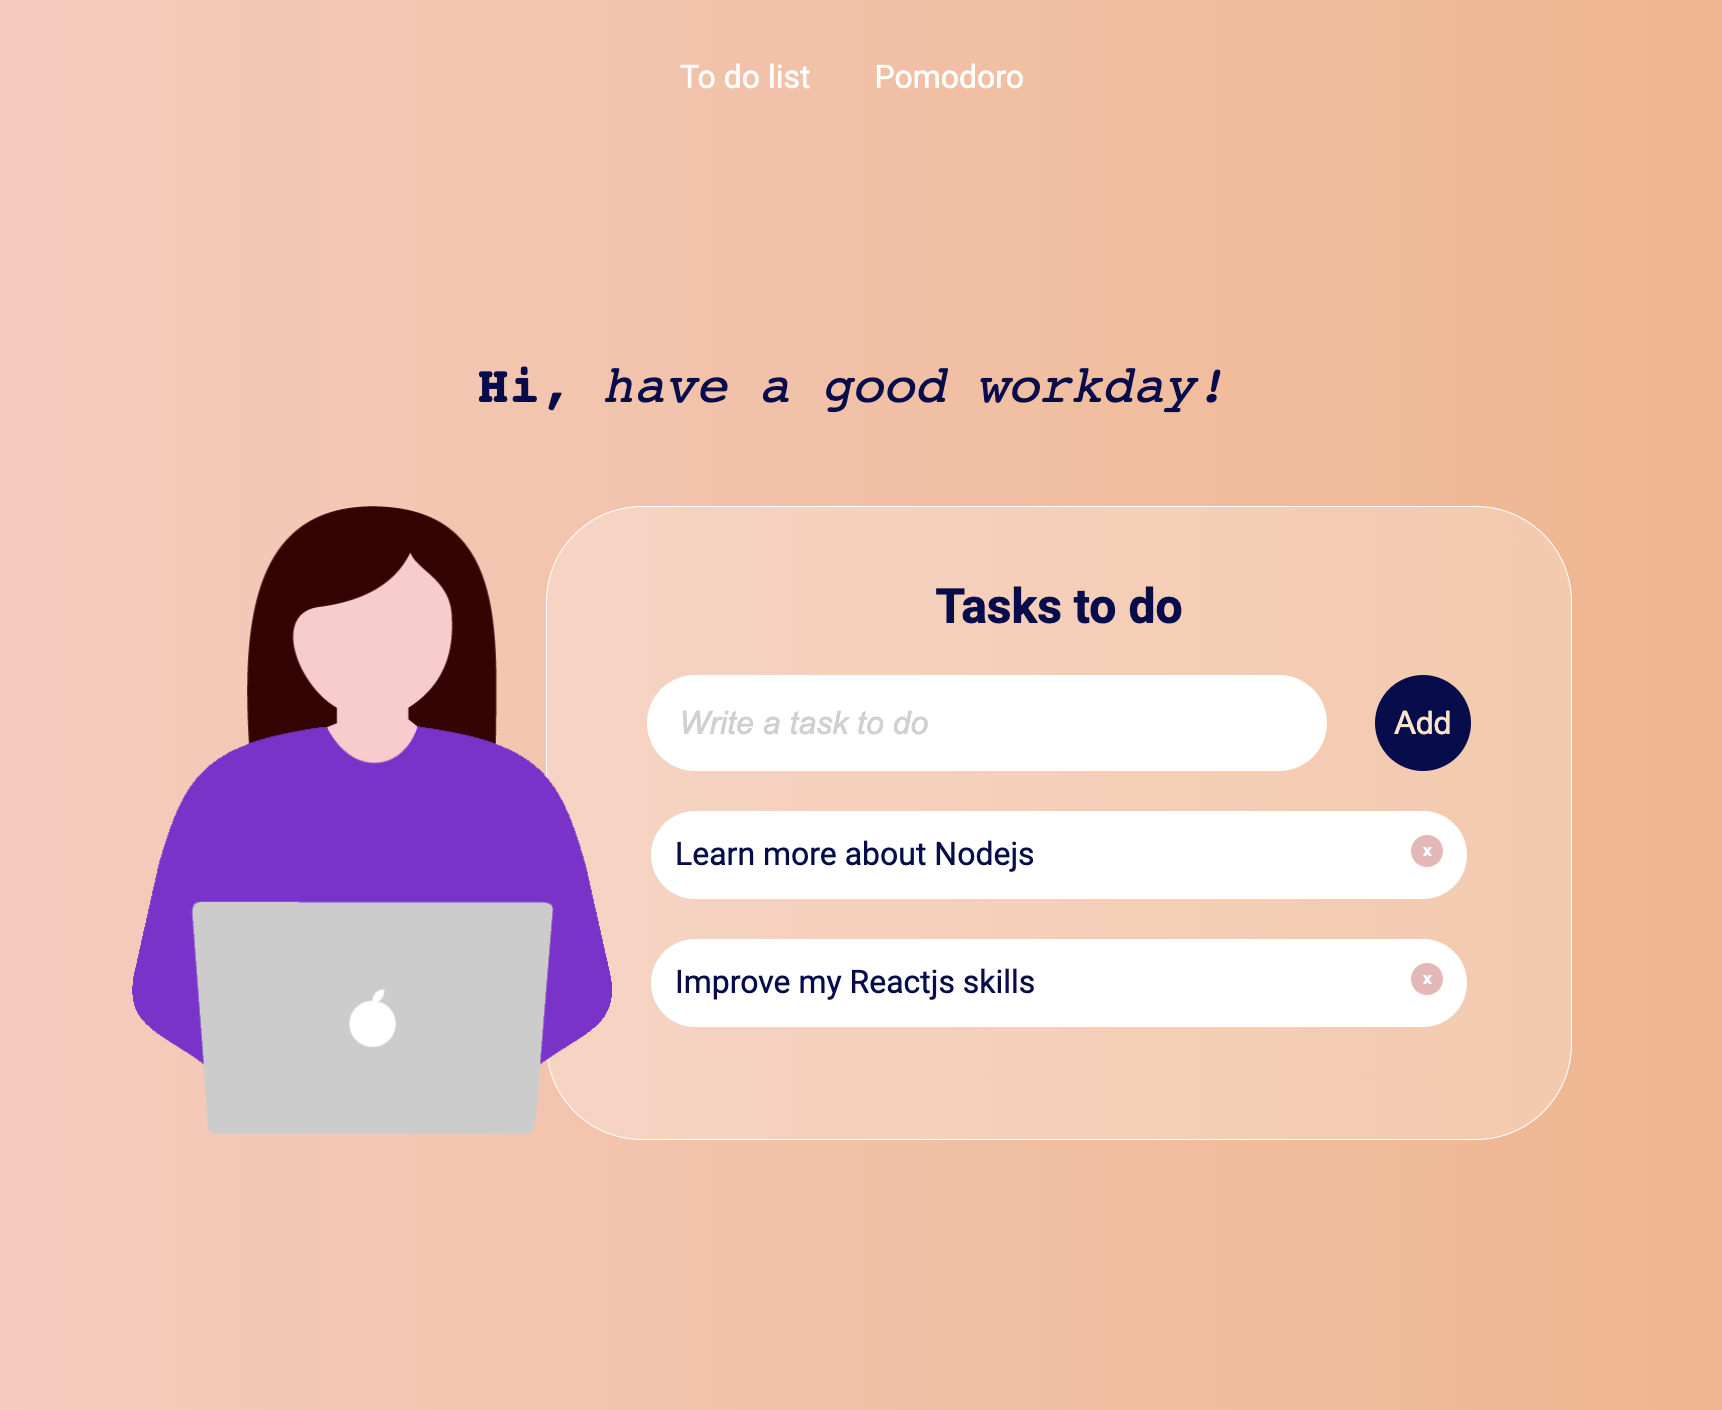 To do list Pomodoro
Hi, have a good workday!
Tasks to do
Write a task to do Add
Learn more about Nodejs x
Improve my Reactjs skills x